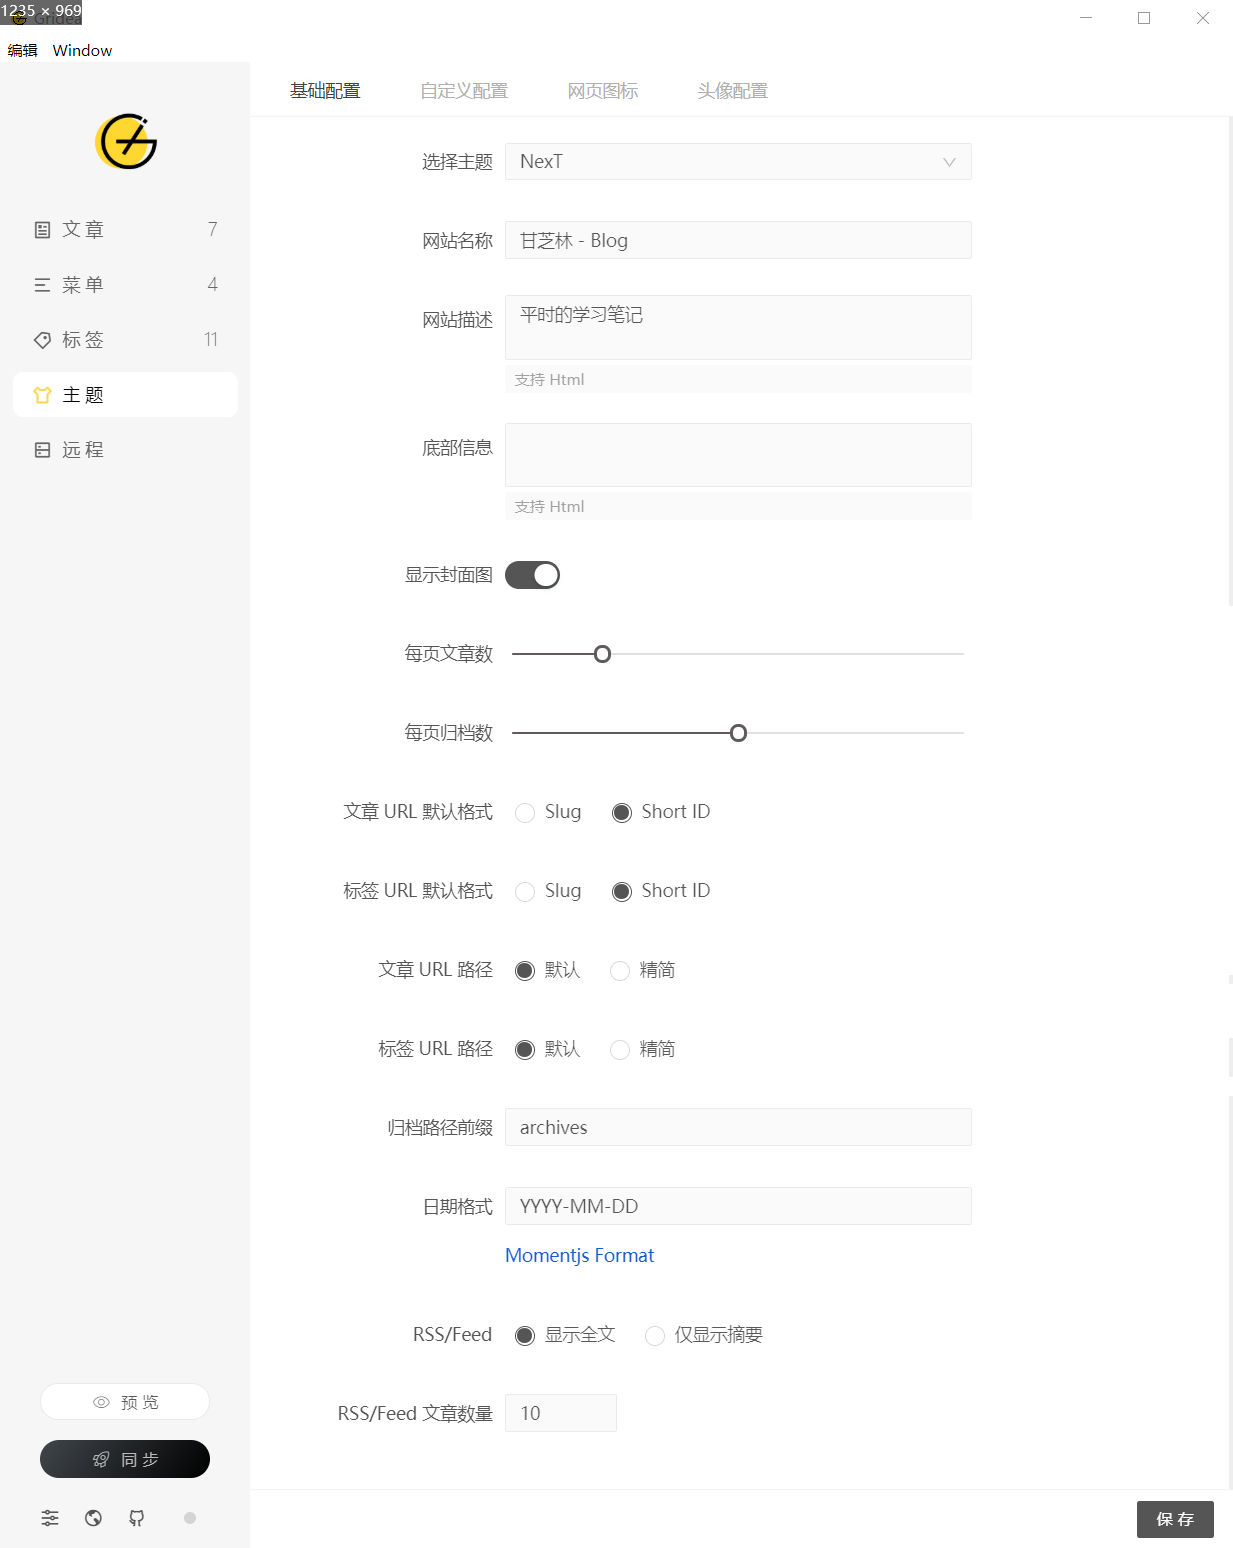 1235 × 969
Gridea
编辑 Window
基础配置 自定义配置 网页图标 头像配置
文章 7
菜单 4
标签 11
主题
远程
选择主题 NexT
网站名称 甘芝林 - Blog
网站描述 平时的学习笔记
支持 Html
底部信息
支持 Html
显示封面图
每页文章数
每页归档数
文章 URL 默认格式 Slug Short ID
标签 URL 默认格式 Slug Short ID
文章 URL 路径 默认 精简
标签 URL 路径 默认 精简
归档路径前缀 archives
日期格式 YYYY-MM-DD
Momentjs Format
RSS/Feed 显示全文 仅显示摘要
RSS/Feed 文章数量 10
预览
同步
保存